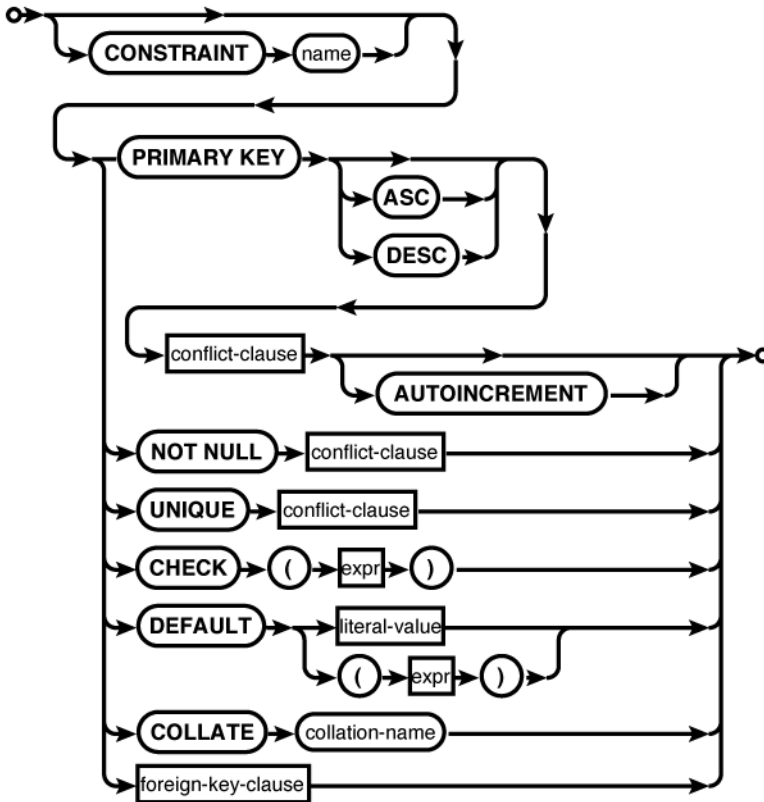 CONSTRAINT name
PRIMARY KEY
ASC
DESC
conflict-clause
AUTOINCREMENT
NOT NULL conflict-clause
UNIQUE conflict-clause
CHECK ( expr )
DEFAULT literal-value
( expr )
COLLATE collation-name
foreign-key-clause